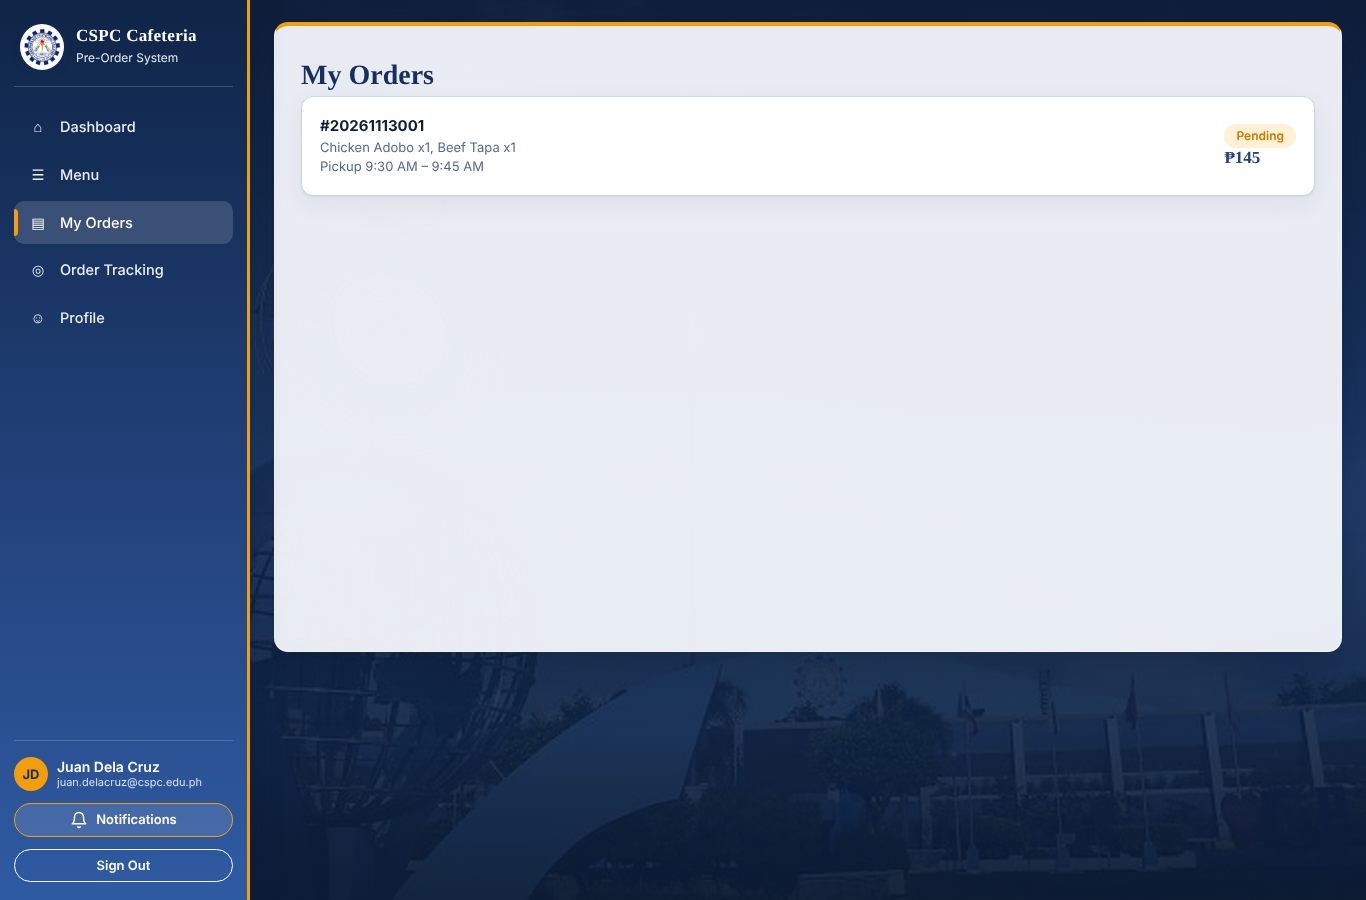 CSPC Cafeteria
Pre-Order System
Dashboard
Menu
My Orders
Order Tracking
Profile
JD
Juan Dela Cruz
juan.delacruz@cspc.edu.ph
Notifications
Sign Out
My Orders
#20261113001
Chicken Adobo x1, Beef Tapa x1
Pickup 9:30 AM – 9:45 AM
Pending
₱145